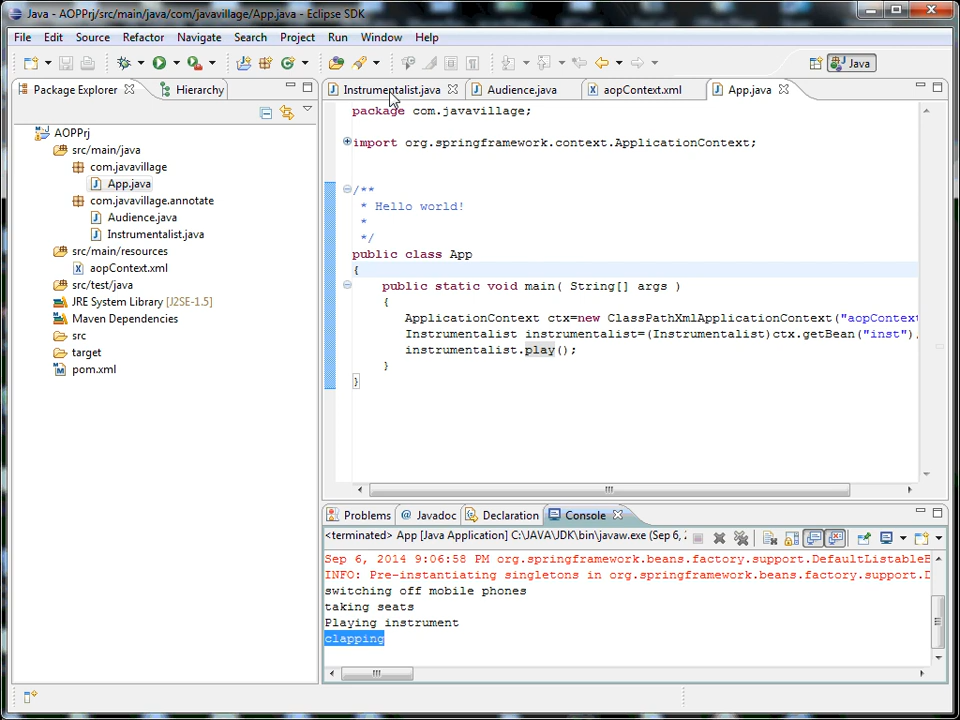 Java - AOPPrj/src/main/java/com/javavillage/App.java - Eclipse SDK
File Edit Source Refactor Navigate Search Project Run Window Help
Java
Package Explorer Hierarchy
AOPPrj
src/main/java
com.javavillage
App.java
com.javavillage.annotate
Audience.java
Instrumentalist.java
src/main/resources
aopContext.xml
src/test/java
JRE System Library [J2SE-1.5]
Maven Dependencies
src
target
pom.xml
Instrumentalist.java Audience.java aopContext.xml App.java
package com.javavillage;
import org.springframework.context.ApplicationContext;
/**
* Hello world!
*
*/
public class App
{
public static void main( String[] args )
{
ApplicationContext ctx=new ClassPathXmlApplicationContext("aopContext
Instrumentalist instrumentalist=(Instrumentalist)ctx.getBean("inst").
instrumentalist.play();
}
}
Problems @ Javadoc Declaration Console
<terminated> App [Java Application] C:\JAVA\JDK\bin\javaw.exe (Sep 6,
Sep 6, 2014 9:06:58 PM org.springframework.beans.factory.support.DefaultListableB
INFO: Pre-instantiating singletons in org.springframework.beans.factory.support.D
switching off mobile phones
taking seats
Playing instrument
clapping